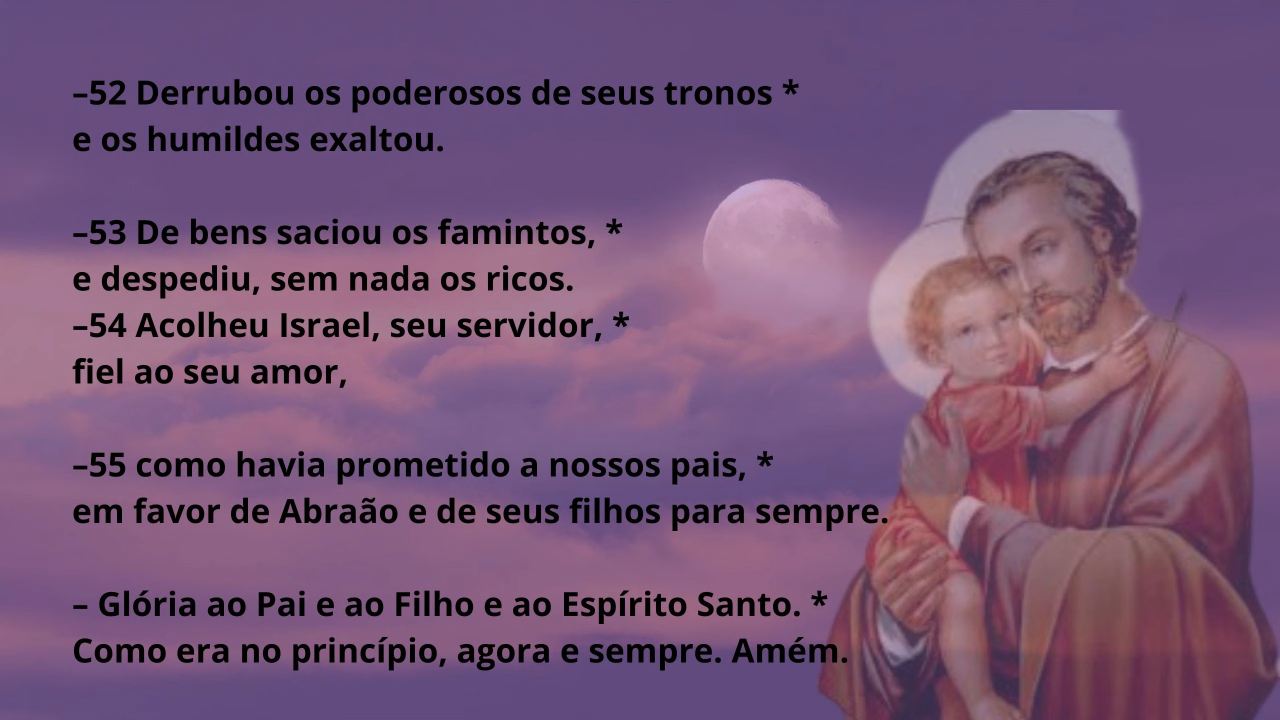 –52 Derrubou os poderosos de seus tronos *
e os humildes exaltou.
–53 De bens saciou os famintos, *
e despediu, sem nada os ricos.
–54 Acolheu Israel, seu servidor, *
fiel ao seu amor,
–55 como havia prometido a nossos pais, *
em favor de Abraão e de seus filhos para sempre.
– Glória ao Pai e ao Filho e ao Espírito Santo. *
Como era no princípio, agora e sempre. Amém.